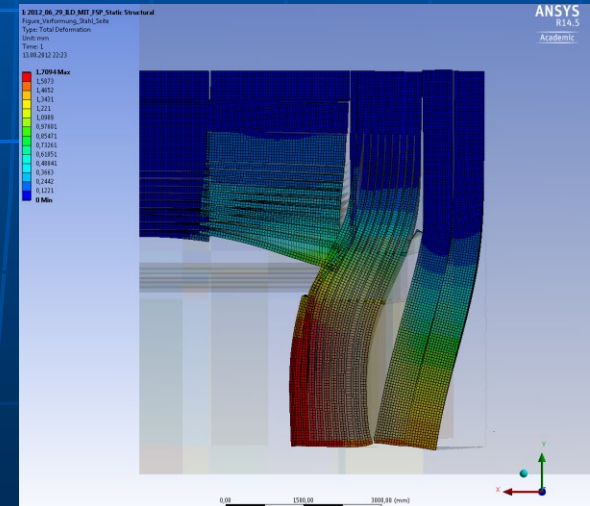 I: 2012_06_29_ILD_MIT_FSP_Static Structural
Figure_Verformung_Stahl_Seite
Type: Total Deformation
Unit: mm
Time: 1
13.08.2012 22:23
1,7094 Max
1,5873
1,4652
1,3431
1,221
1,0989
0,97681
0,85471
0,73261
0,61051
0,48841
0,3663
0,2442
0,1221
0 Min
ANSYS
R14.5
Academic
Y
X
0,00
1500,00
3000,00 (mm)